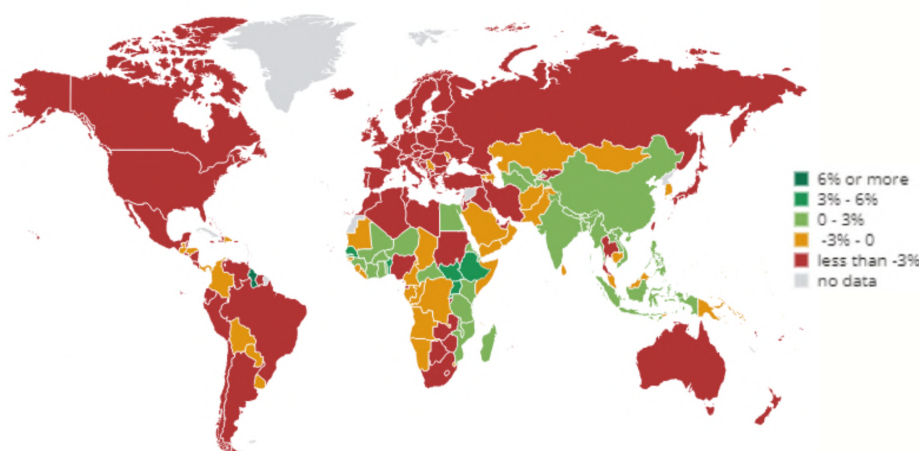 6% or more
3% - 6%
0 - 3%
-3% - 0
less than -3%
no data